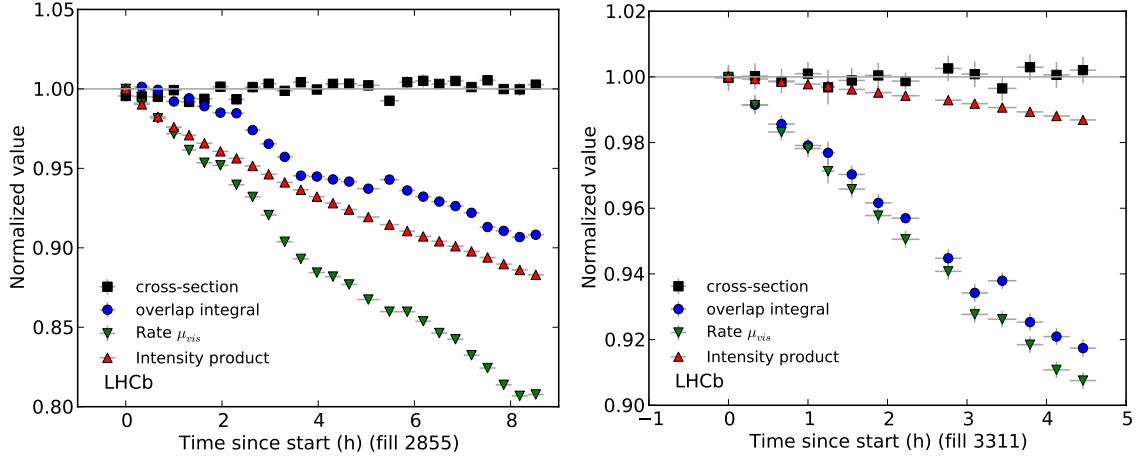 1.05
1.00
0.95
0.90
0.85
0.80
Normalized value
cross-section
overlap integral
Rate μvis
Intensity product
LHCb
0 2 4 6 8
Time since start (h) (fill 2855)
1.02
1.00
0.98
0.96
0.94
0.92
0.90
Normalized value
cross-section
overlap integral
Rate μvis
Intensity product
LHCb
−1 0 1 2 3 4 5
Time since start (h) (fill 3311)